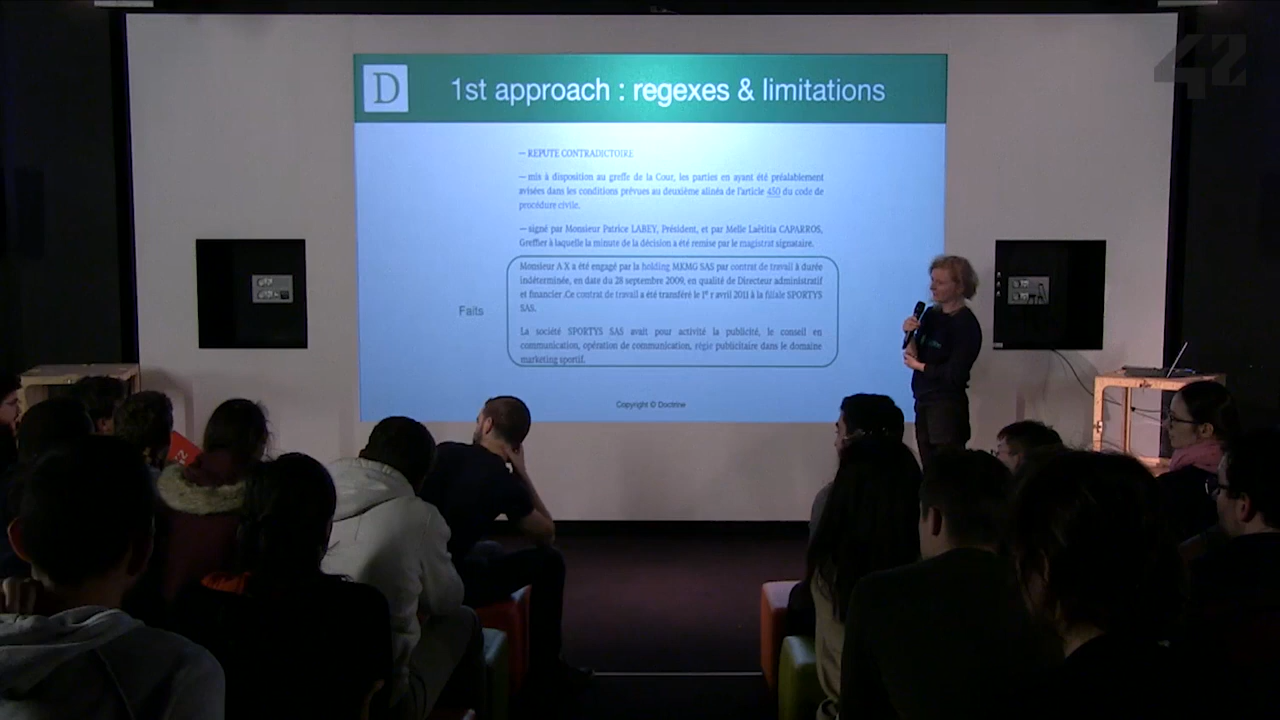 42
D
1st approach : regexes & limitations
— REPUTE CONTRADICTOIRE
— mis à disposition au greffe de la Cour, les parties en ayant été préalablement
avisées dans les conditions prévues au deuxième alinéa de l'article 450 du code de
procédure civile.
— signé par Monsieur Patrice LABEY, Président, et par Melle Laëtitia CAPARROS,
Greffier à laquelle la minute de la décision a été remise par le magistrat signataire.
Monsieur A X a été engagé par la holding MKMG SAS par contrat de travail à durée
indéterminée, en date du 28 septembre 2009, en qualité de Directeur administratif
et financier .Ce contrat de travail a été transféré le 1° r avril 2011 à la filiale SPORTYS
SAS.
Faits
La société SPORTYS SAS avait pour activité la publicité, le conseil en
communication, opération de communication, régie publicitaire dans le domaine
marketing sportif.
Copyright © Doctrine
42